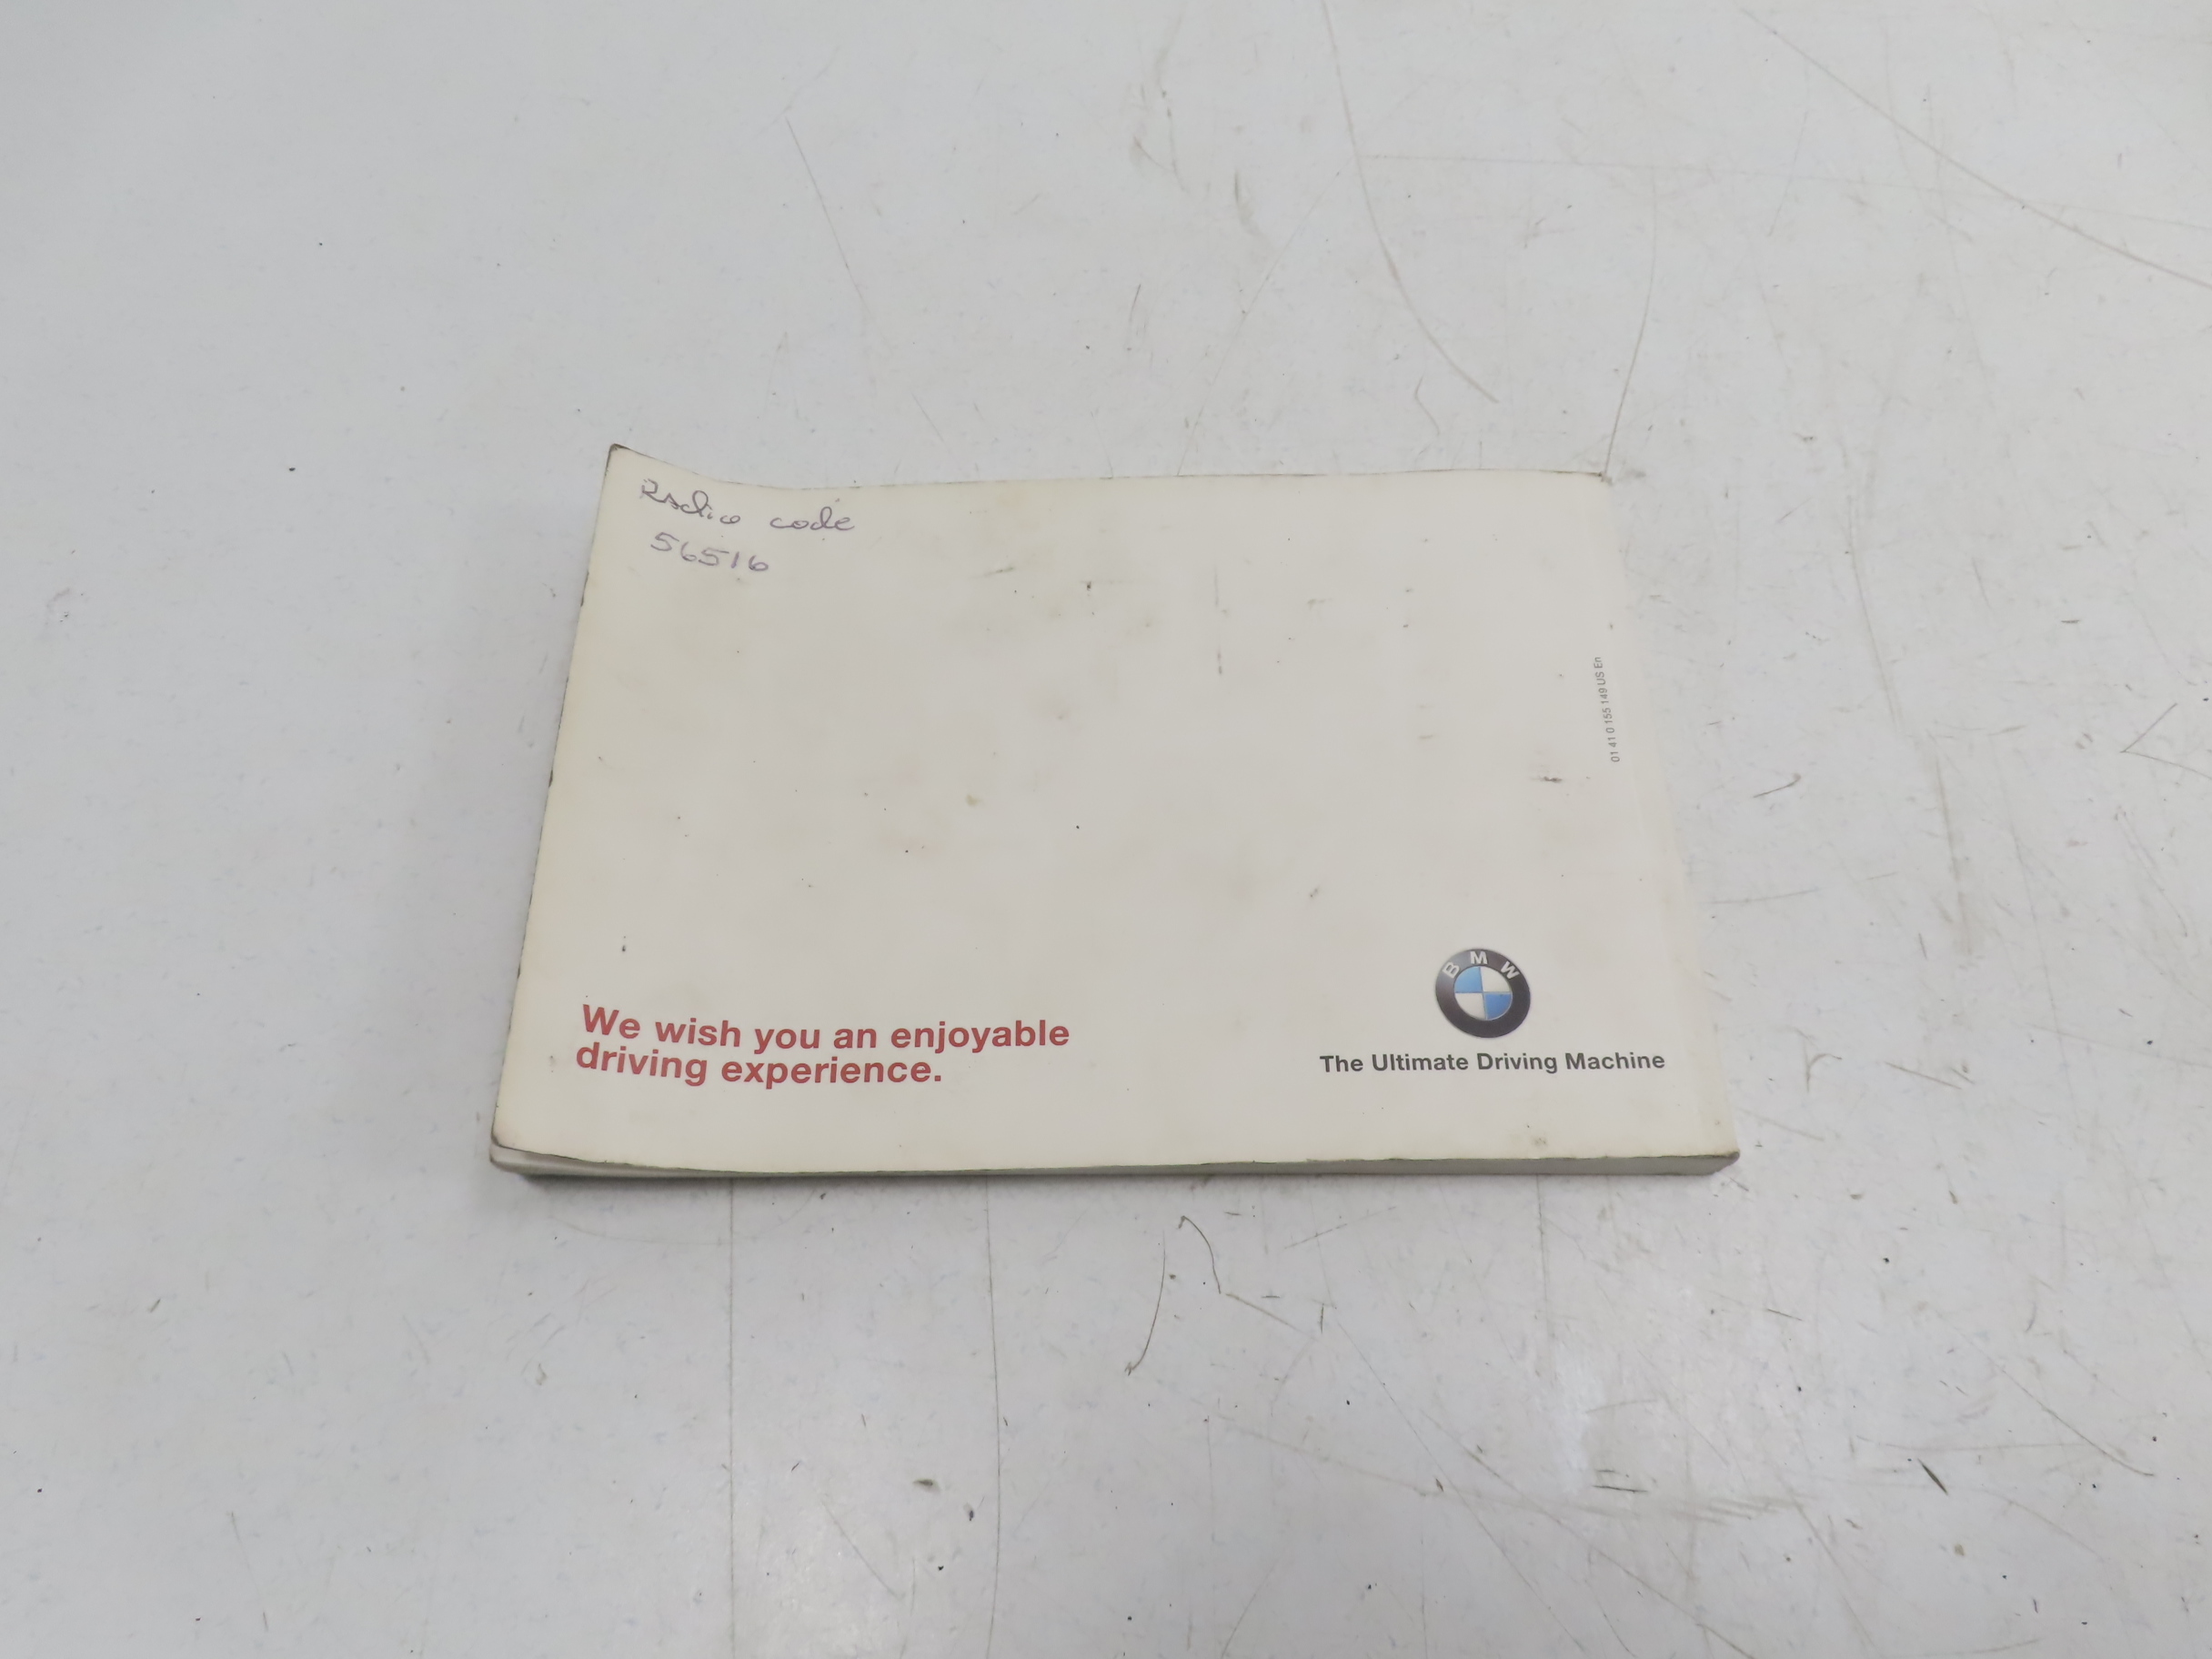 Radio code
56516
01 41 0 155 149 US En
We wish you an enjoyable
driving experience.
BMW
The Ultimate Driving Machine